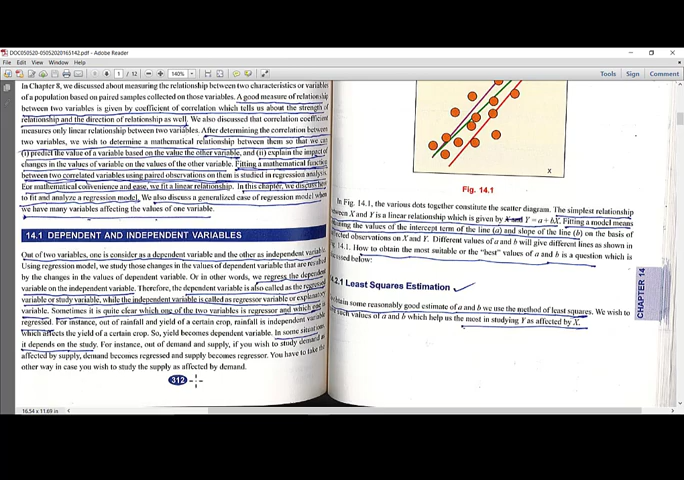 DOC050520-05052020165142.pdf - Adobe Reader
File Edit View Window Help
1 / 12 140% Tools Sign Comment
In Chapter 8, we discussed about measuring the relationship between two characteristics or variables
of a population based on paired samples collected on those variables. A good measure of relationship
between two variables is given by coefficient of correlation which tells us about the strength of
relationship and the direction of relationship as well. We also discussed that correlation coefficient
measures only linear relationship between two variables. After determining the correlation between
two variables, we wish to determine a mathematical relationship between them so that we can
(i) predict the value of a variable based on value the other variable, and (ii) explain the impact of
changes in the values of variable on the values of the other variable. Fitting a mathematical function
between two correlated variables using paired observations on them is studied in regression analysis.
For mathematical convenience and ease, we fit a linear relationship. In this chapter, we discuss
to fit and analyze a regression model. We also discuss a generalized case of regression model when
we have many variables affecting the values of one variable.
14.1 DEPENDENT AND INDEPENDENT VARIABLES
Out of two variables, one is consider as a dependent variable and the other as independent variable.
Using regression model, we study those changes in the values of dependent variable that are
by the changes in the values of dependent variable. Or in other words, we regress the dependent
variable on the independent variable. Therefore, the dependent variable is also called as the
variable or study variable, while the independent variable is called as regressor variable or explanatory
variable. Sometimes it is quite clear which one of the two variables is regressor and which one is
regressed. For instance, out of rainfall and yield of a certain crop, rainfall is independent variable
which affects the yield of a certain crop. So, yield becomes dependent variable. In some situations
it depends on the study. For instance, out of demand and supply, if you wish to study demand as
affected by supply, demand becomes regressed and supply becomes regressor. You have to take the
other way in case you wish to study the supply as affected by demand.
312
X
Fig. 14.1
In Fig. 14.1, the various dots together constitute the scatter diagram. The simplest relationship
between X and Y is a linear relationship which is given by X and Y = a + bX. Fitting a model means
the values of the intercept term of the line (a) and slope of the line (b) on the basis of
observations on X and Y. Different values of a and b will give different lines as shown in
14.1. How to obtain the most suitable or the "best" values of a and b is a question which is
below:
.2.1 Least Squares Estimation
some reasonably good estimate of a and b we use the method of least squares. We wish to
such values of a and b which help us the most in studying Y as affected by X.
CHAPTER 14
16.54 x 11.69 in